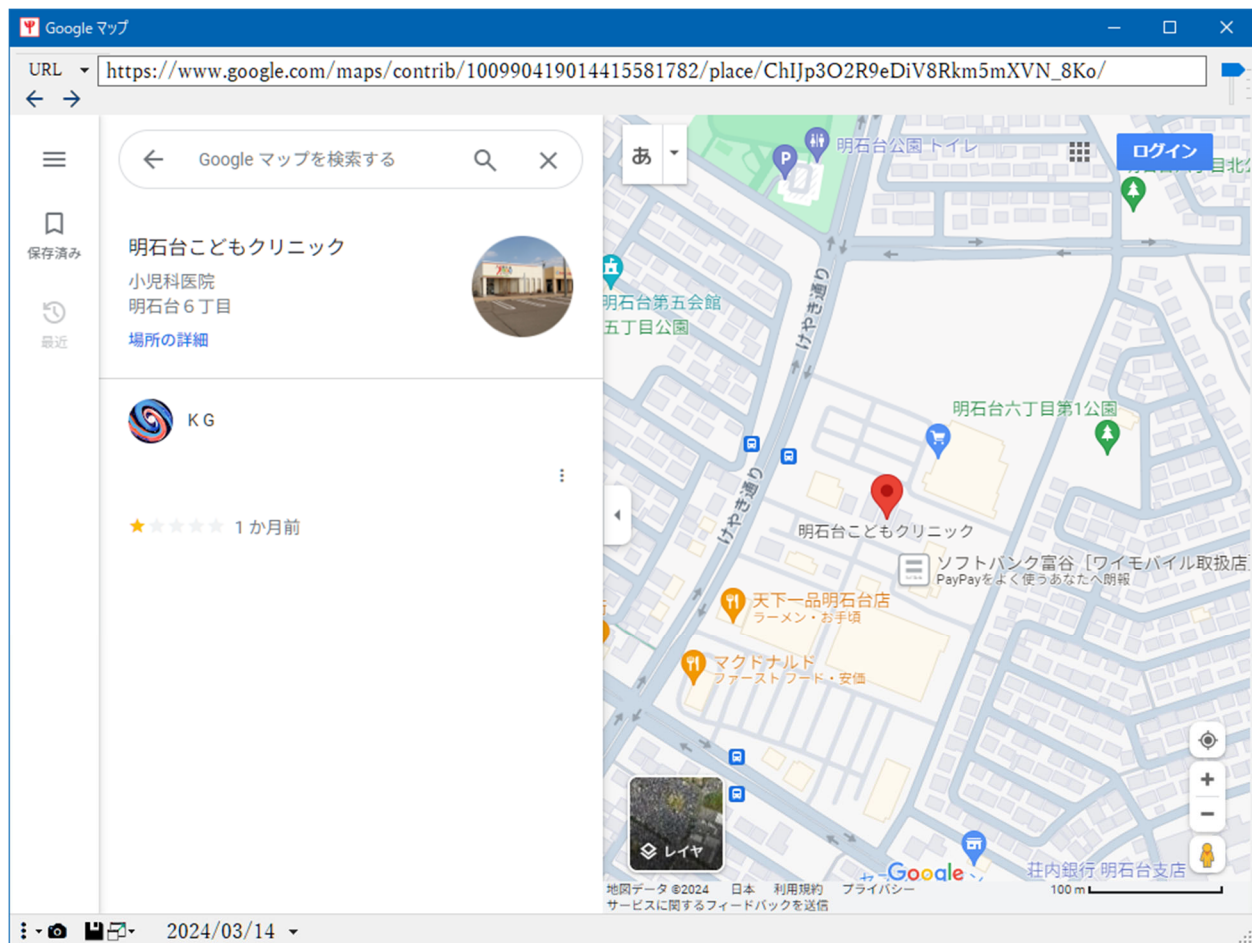 Google マップ
URL
https://www.google.com/maps/contrib/100990419014415581782/place/ChIJp3O2R9eDiV8Rkm5mXVN_8Ko/
Google マップを検索する
保存済み
最近
明石台こどもクリニック
小児科医院
明石台６丁目
場所の詳細
K G
1 か月前
あ
P
明石台公園 トイレ
ログイン
明石台第五会館
五丁目公園
けやき通り
明石台六丁目第1公園
けやき通り
明石台こどもクリニック
ソフトバンク富谷［ワイモバイル取扱店
PayPayをよく使うあなたへ朗報
天下一品明石台店
ラーメン・お手頃
マクドナルド
ファースト フード・安価
レイヤ
Google
荘内銀行 明石台支店
地図データ ©2024 日本 利用規約 プライバシー
100 m
サービスに関するフィードバックを送信
2024/03/14